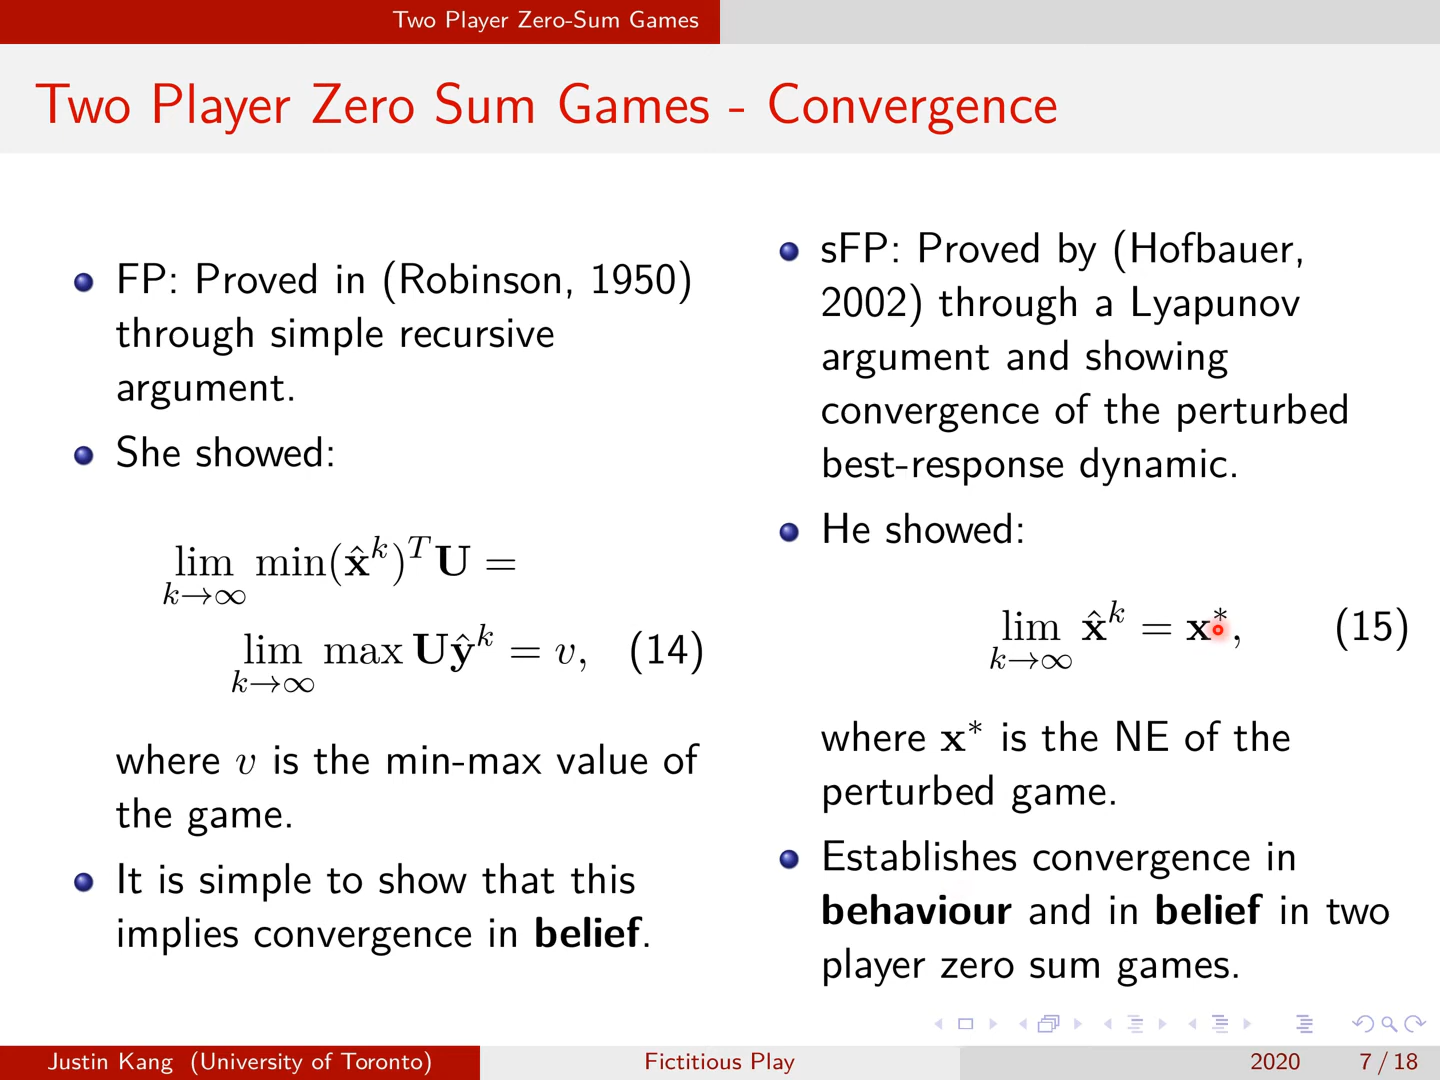 Two Player Zero-Sum Games
Two Player Zero Sum Games - Convergence
FP: Proved in (Robinson, 1950)
through simple recursive
argument.
She showed:
lim_{k→∞} min(x̂^k)^T U =
lim_{k→∞} max Uŷ^k = v, (14)
where v is the min-max value of
the game.
It is simple to show that this
implies convergence in belief.
sFP: Proved by (Hofbauer,
2002) through a Lyapunov
argument and showing
convergence of the perturbed
best-response dynamic.
He showed:
lim_{k→∞} x̂^k = x*, (15)
where x* is the NE of the
perturbed game.
Establishes convergence in
behaviour and in belief in two
player zero sum games.
Justin Kang (University of Toronto)
Fictitious Play
2020 7 / 18